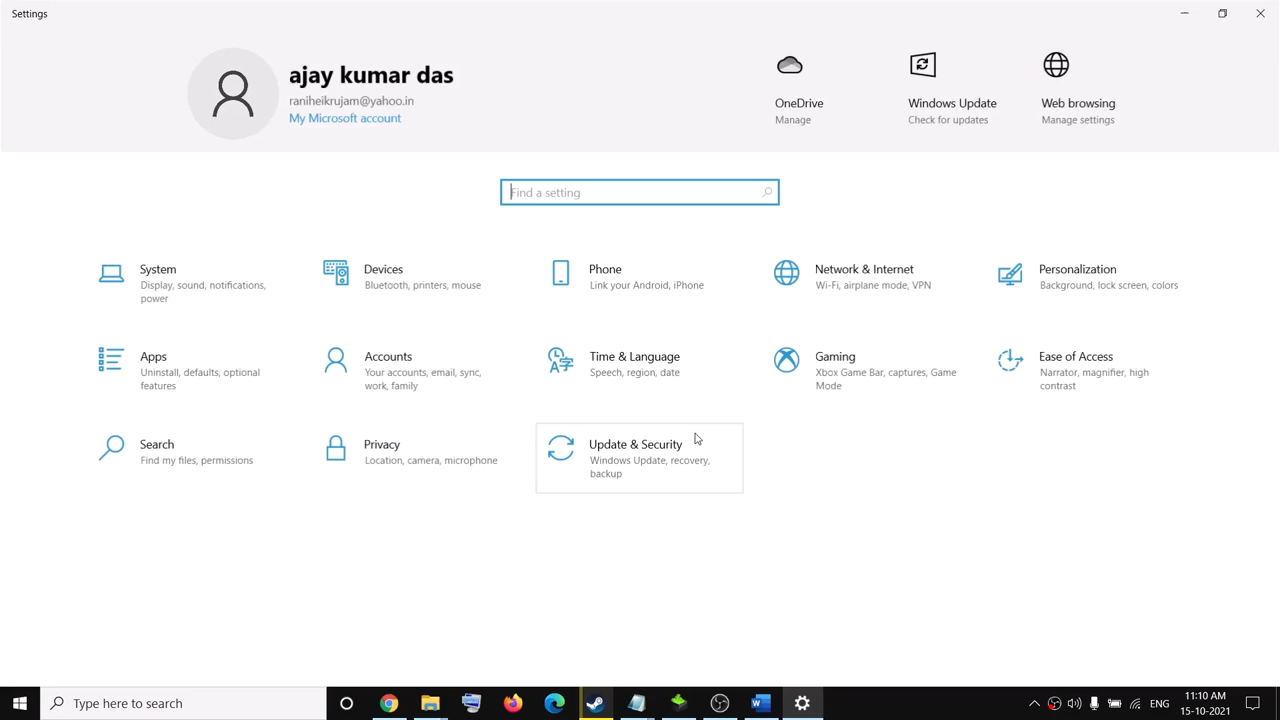 Settings
ajay kumar das
raniheikrujam@yahoo.in
My Microsoft account
OneDrive
Manage
Windows Update
Check for updates
Web browsing
Manage settings
Find a setting
System
Display, sound, notifications,
power
Devices
Bluetooth, printers, mouse
Phone
Link your Android, iPhone
Network & Internet
Wi-Fi, airplane mode, VPN
Personalization
Background, lock screen, colors
Apps
Uninstall, defaults, optional
features
Accounts
Your accounts, email, sync,
work, family
Time & Language
Speech, region, date
Gaming
Xbox Game Bar, captures, Game
Mode
Ease of Access
Narrator, magnifier, high
contrast
Search
Find my files, permissions
Privacy
Location, camera, microphone
Update & Security
Windows Update, recovery,
backup
Type here to search
ENG
11:10 AM
15-10-2021